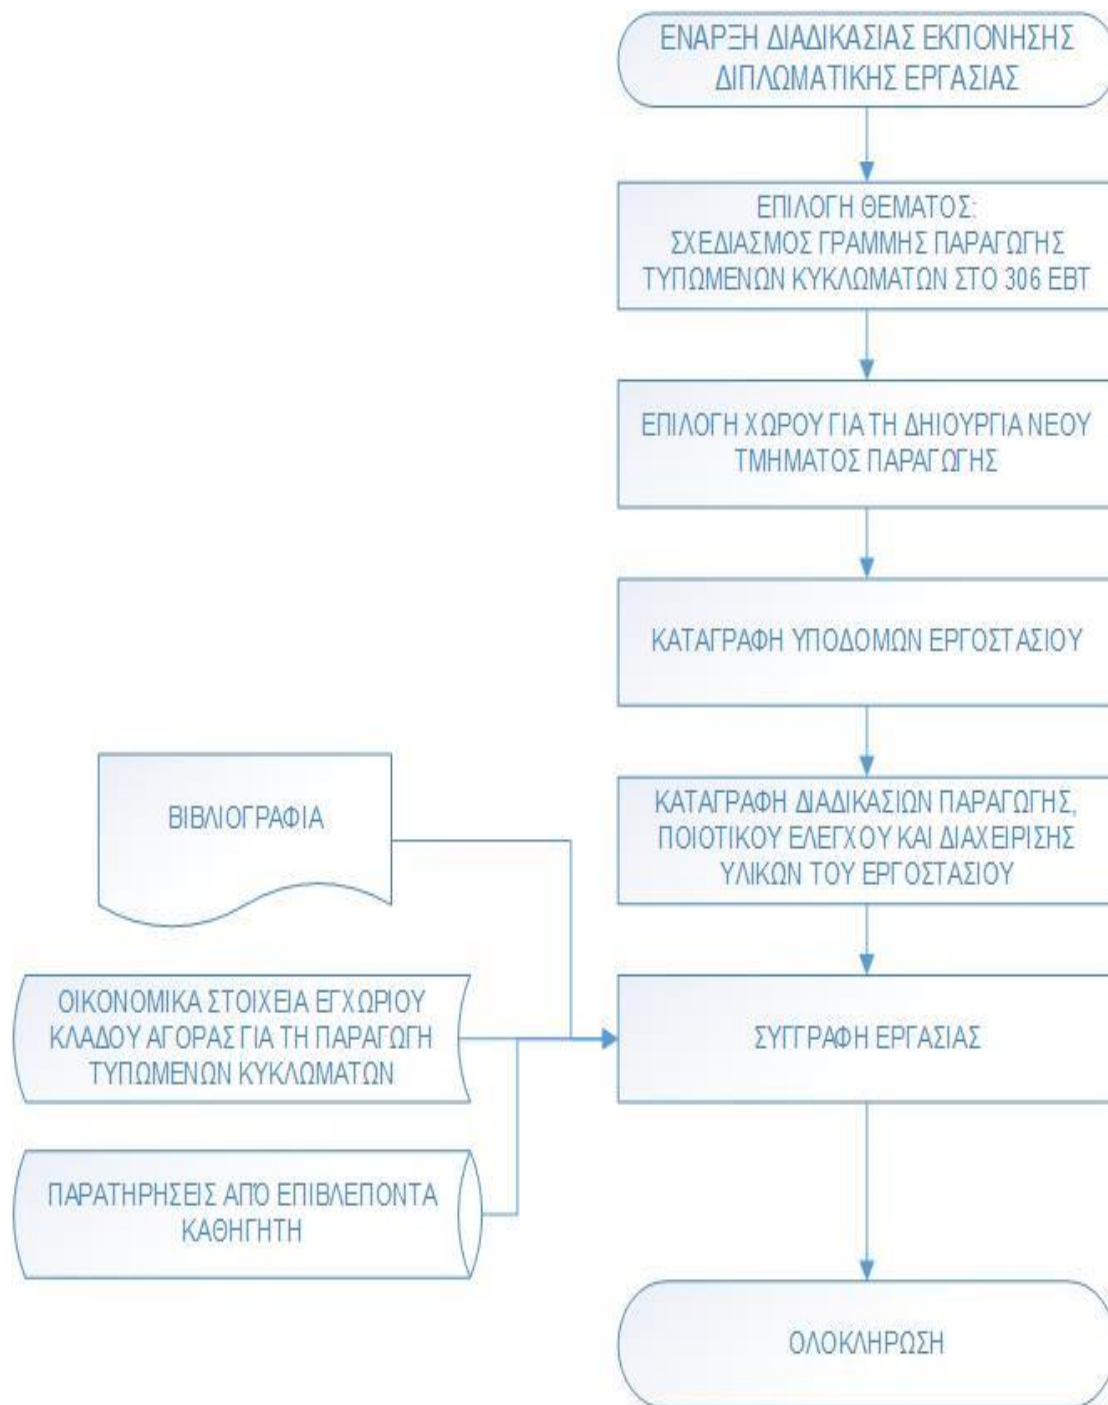 ΕΝΑΡΞΗ ΔΙΑΔΙΚΑΣΙΑΣ ΕΚΠΟΝΗΣΗΣ
ΔΙΠΛΩΜΑΤΙΚΗΣ ΕΡΓΑΣΙΑΣ
ΕΠΙΛΟΓΗ ΘΕΜΑΤΟΣ:
ΣΧΕΔΙΑΣΜΟΣ ΓΡΑΜΜΗΣ ΠΑΡΑΓΩΓΗΣ
ΤΥΠΩΜΕΝΩΝ ΚΥΚΛΩΜΑΤΩΝ ΣΤΟ 306 ΕΒΤ
ΕΠΙΛΟΓΗ ΧΩΡΟΥ ΓΙΑ ΤΗ ΔΗΙΟΥΡΓΙΑ ΝΕΟΥ
ΤΜΗΜΑΤΟΣ ΠΑΡΑΓΩΓΗΣ
ΚΑΤΑΓΡΑΦΗ ΥΠΟΔΟΜΩΝ ΕΡΓΟΣΤΑΣΙΟΥ
ΚΑΤΑΓΡΑΦΗ ΔΙΑΔΙΚΑΣΙΩΝ ΠΑΡΑΓΩΓΗΣ,
ΠΟΙΟΤΙΚΟΥ ΕΛΕΓΧΟΥ ΚΑΙ ΔΙΑΧΕΙΡΙΣΗΣ
ΥΛΙΚΩΝ ΤΟΥ ΕΡΓΟΣΤΑΣΙΟΥ
ΒΙΒΛΙΟΓΡΑΦΙΑ
ΟΙΚΟΝΟΜΙΚΑ ΣΤΟΙΧΕΙΑ ΕΓΧΩΡΙΟΥ
ΚΛΑΔΟΥ ΑΓΟΡΑΣ ΓΙΑ ΤΗ ΠΑΡΑΓΩΓΗ
ΤΥΠΩΜΕΝΩΝ ΚΥΚΛΩΜΑΤΩΝ
ΣΥΓΓΡΑΦΗ ΕΡΓΑΣΙΑΣ
ΠΑΡΑΤΗΡΗΣΕΙΣ ΑΠΌ ΕΠΙΒΛΕΠΟΝΤΑ
ΚΑΘΗΓΗΤΗ
ΟΛΟΚΛΗΡΩΣΗ